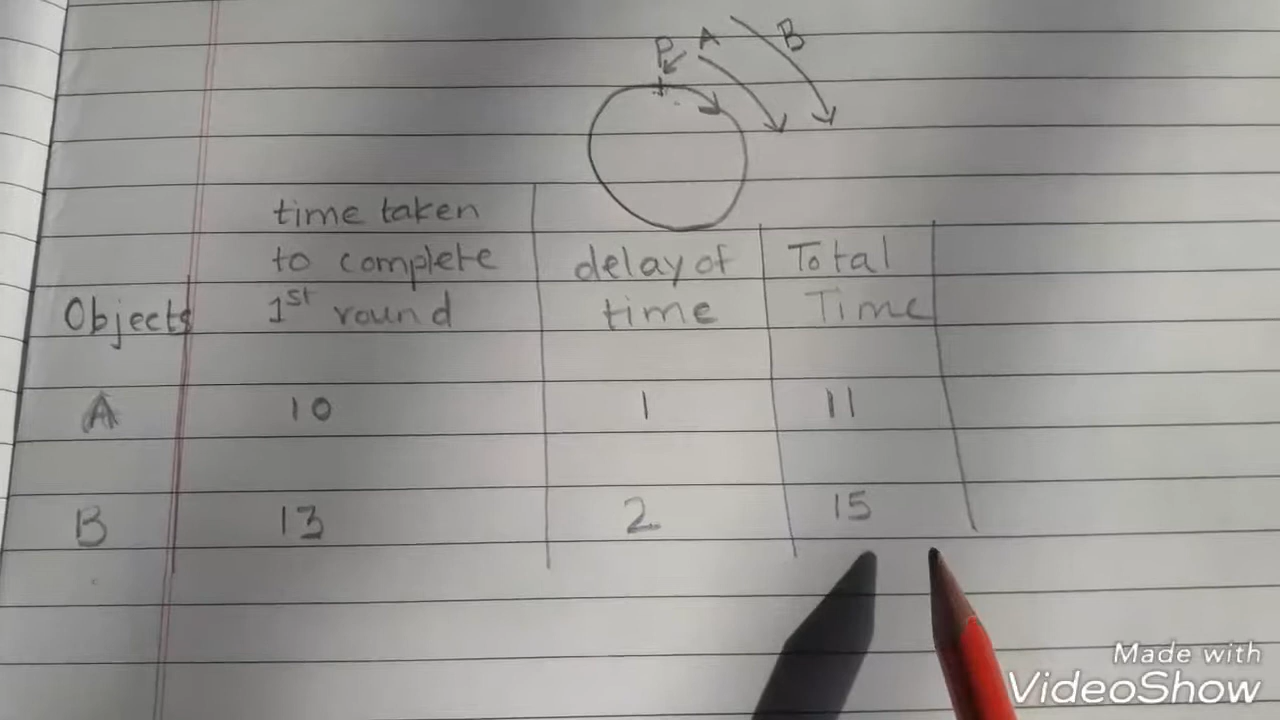 P A B
time taken
to complete delay of Total
Objects 1st round time Time
A 10 1 11
B 13 2 15
Made with
VideoShow